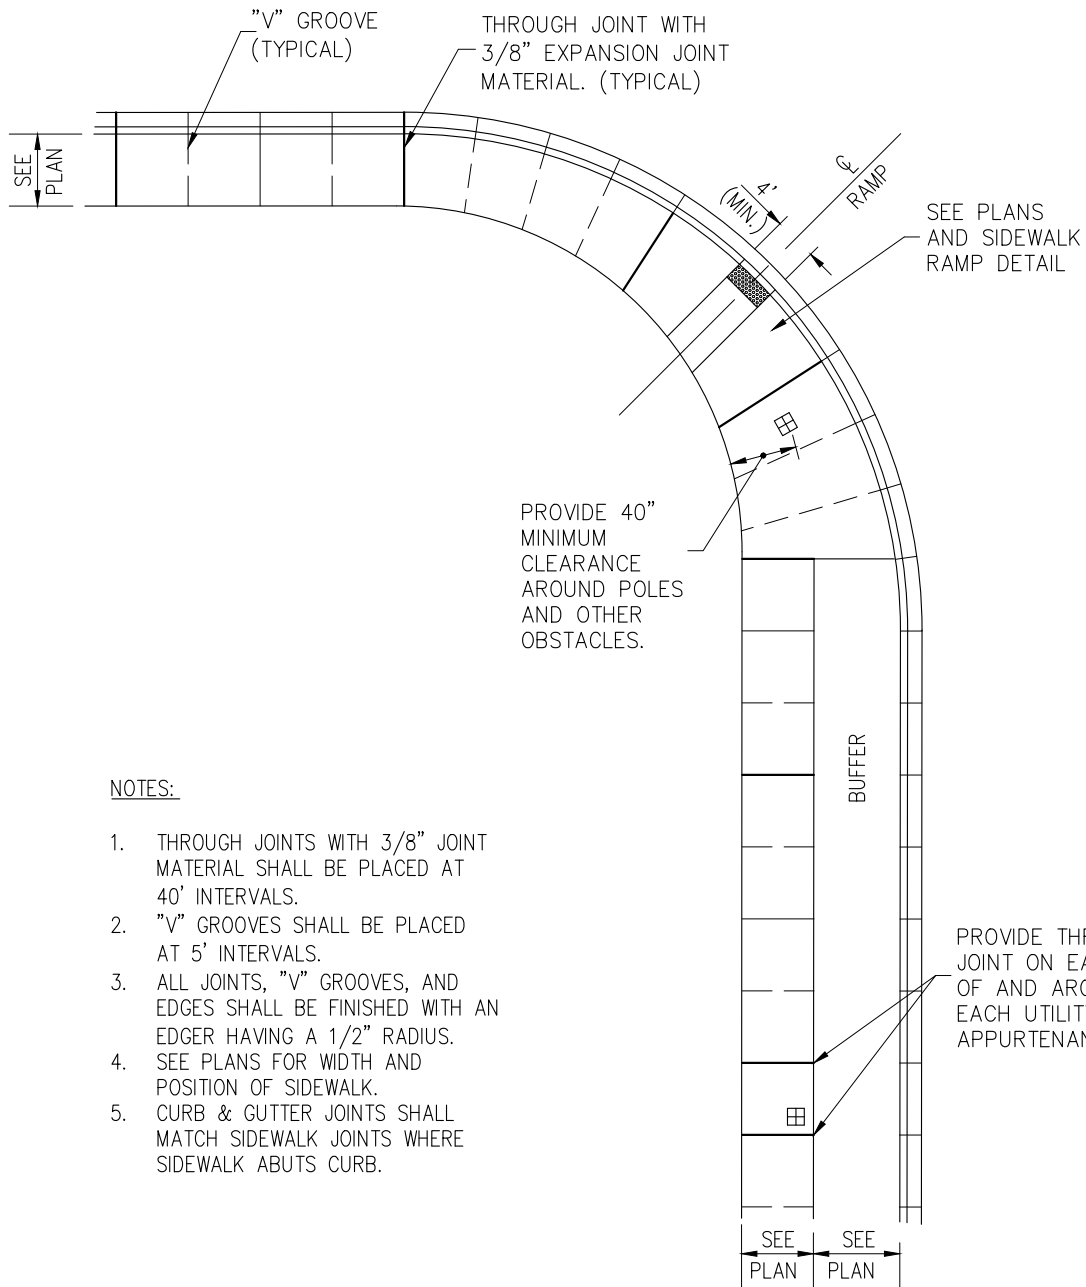 "V" GROOVE
(TYPICAL)
THROUGH JOINT WITH
3/8" EXPANSION JOINT
MATERIAL. (TYPICAL)
SEE
PLAN
4'
(MIN.)
℄
RAMP
SEE PLANS
AND SIDEWALK
RAMP DETAIL
PROVIDE 40"
MINIMUM
CLEARANCE
AROUND POLES
AND OTHER
OBSTACLES.
BUFFER
NOTES:
1. THROUGH JOINTS WITH 3/8" JOINT
MATERIAL SHALL BE PLACED AT
40' INTERVALS.
2. "V" GROOVES SHALL BE PLACED
AT 5' INTERVALS.
3. ALL JOINTS, "V" GROOVES, AND
EDGES SHALL BE FINISHED WITH AN
EDGER HAVING A 1/2" RADIUS.
4. SEE PLANS FOR WIDTH AND
POSITION OF SIDEWALK.
5. CURB & GUTTER JOINTS SHALL
MATCH SIDEWALK JOINTS WHERE
SIDEWALK ABUTS CURB.
PROVIDE
JOINT ON
OF AND
EACH
SEE
PLAN
SEE
PLAN